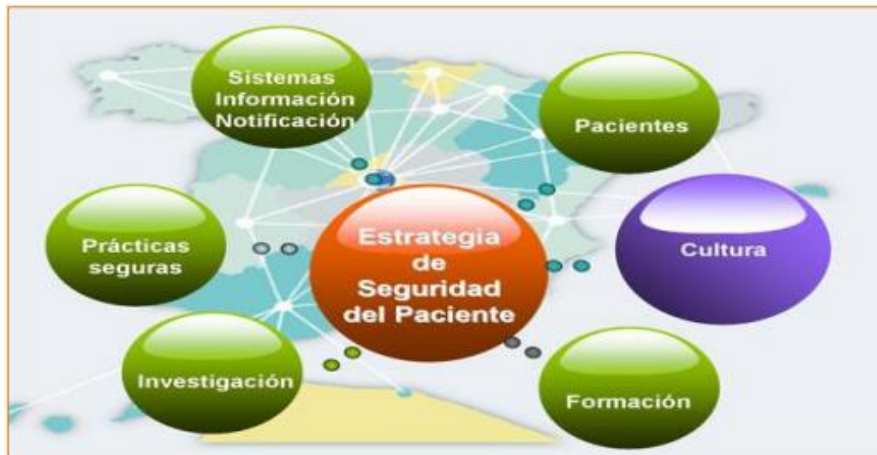 Sistemas
Información
Notificación
Pacientes
Prácticas
seguras
Estrategia
de
Seguridad
del Paciente
Cultura
Investigación
Formación